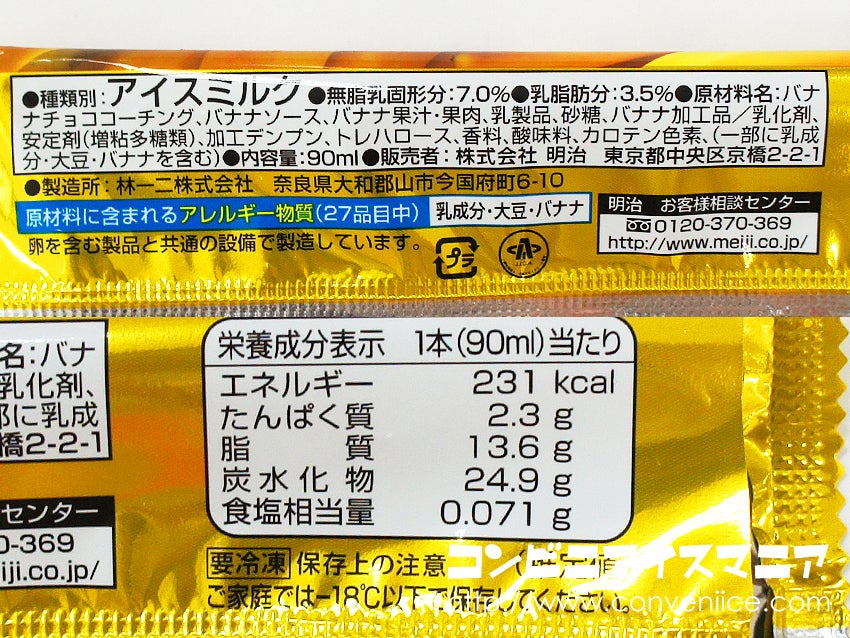 ●種類別:アイスミルク●無脂乳固形分:7.0%●乳脂肪分:3.5%●原材料名:バナ
ナチョココーチング、バナナソース、バナナ果汁・果肉、乳製品、砂糖、バナナ加工品／乳化剤、
安定剤(増粘多糖類)、加工デンプン、トレハロース、香料、酸味料、カロテン色素、(一部に乳成
分・大豆・バナナを含む)●内容量:90ml●販売者:株式会社 明治 東京都中央区京橋2-2-1
●製造所:林一二株式会社 奈良県大和郡山市今国府町6-10
原材料に含まれるアレルギー物質(27品目中) 乳成分・大豆・バナナ
卵を含む製品と共通の設備で製造しています。
プラ
明治 お客様相談センター
0120-370-369
http://www.meiji.co.jp/
名:バナ
乳化剤、
部に乳成
橋2-2-1
センター
0-369
eiji.co.jp/
栄養成分表示 1本(90ml)当たり
エネルギー 231 kcal
たんぱく質 2.3 g
脂質 13.6 g
炭水化物 24.9 g
食塩相当量 0.071 g
要冷凍 保存上の注意
ご家庭では-18℃以下で保存してください。
コンビニアイスマニア
http://www.conveniice.com/